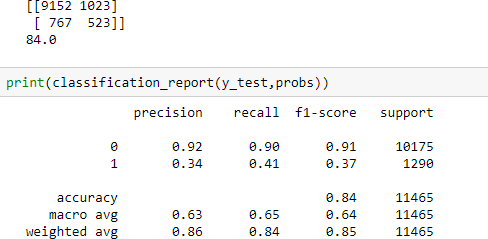 [[9152 1023]
[ 767 523]]
84.0
print(classification_report(y_test,probs))
precision recall f1-score support
0 0.92 0.90 0.91 10175
1 0.34 0.41 0.37 1290
accuracy 0.84 11465
macro avg 0.63 0.65 0.64 11465
weighted avg 0.86 0.84 0.85 11465